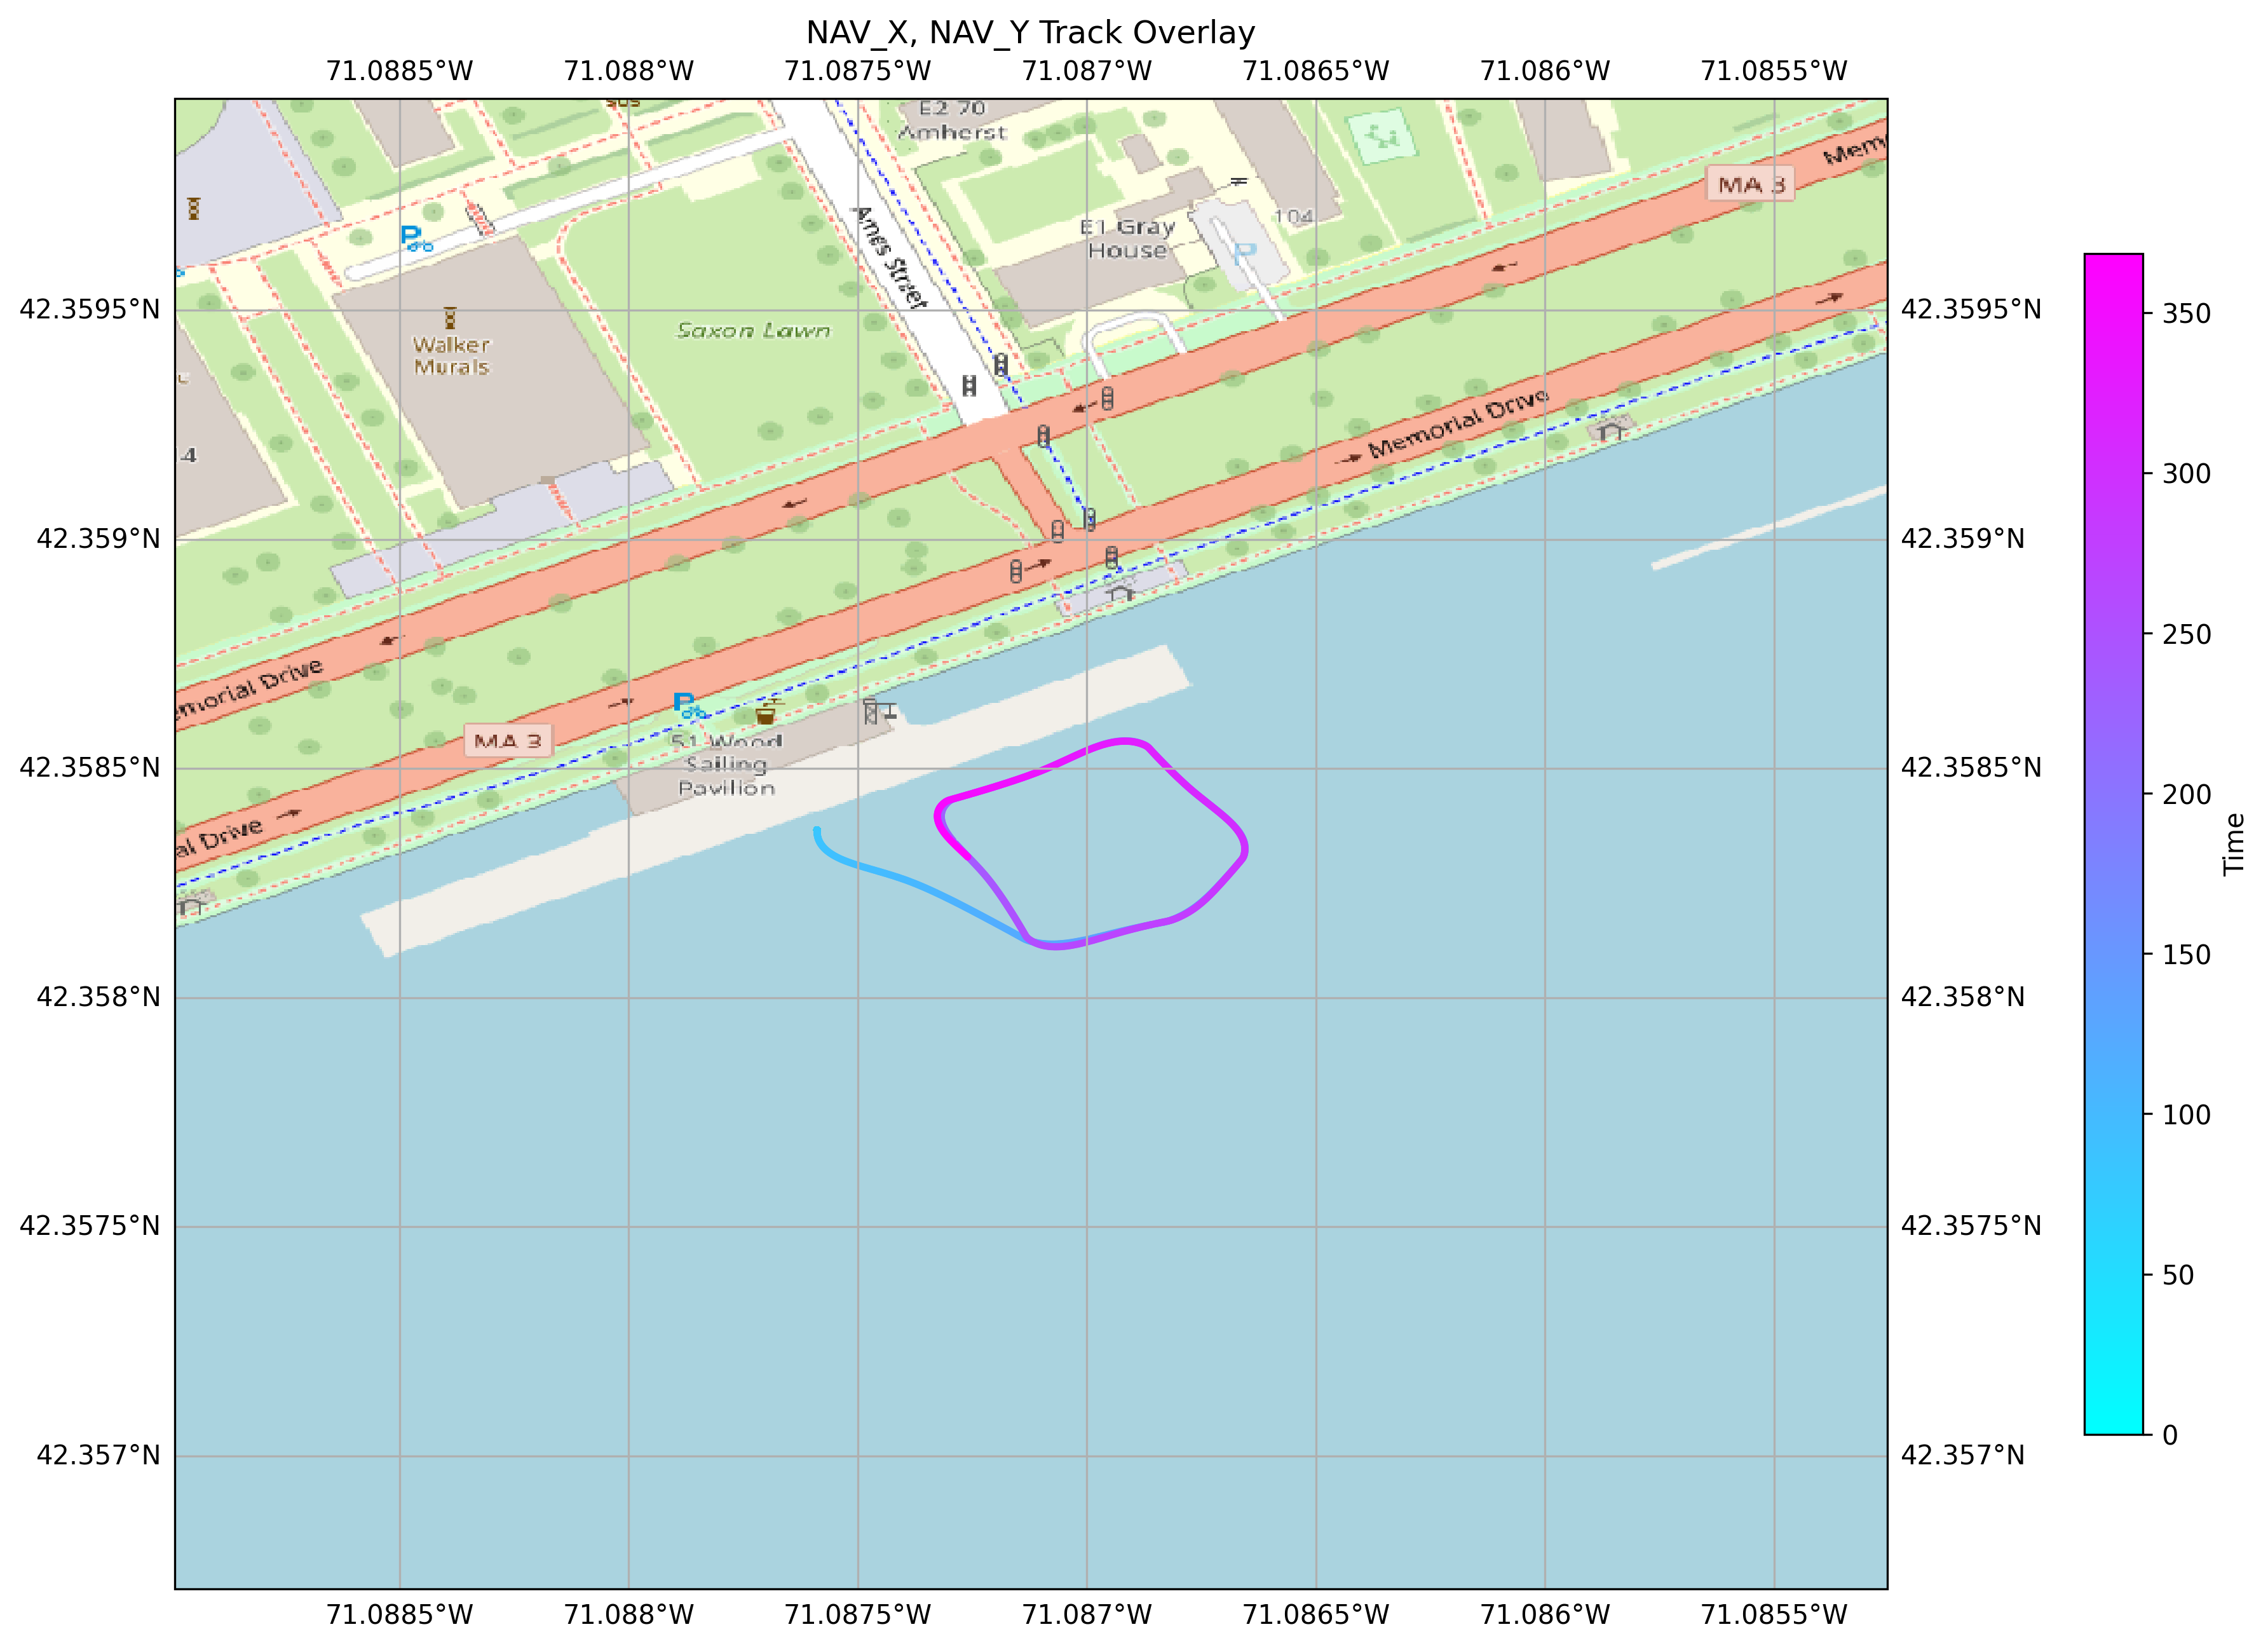 NAV_X, NAV_Y Track Overlay
71.0885°W 71.088°W 71.0875°W 71.087°W 71.0865°W 71.086°W 71.0855°W
E2 70
Amherst
Memo
MA 3
104
E1 Gray
House
P
P
Ames Street
42.3595°N
42.3595°N
Saxon Lawn
Walker
Murals
Memorial Drive
4
42.359°N
42.359°N
emorial Drive
P
MA 3
51 Wood
Sailing
Pavilion
42.3585°N
42.3585°N
al Drive
42.358°N
42.358°N
42.3575°N
42.3575°N
42.357°N
42.357°N
71.0885°W 71.088°W 71.0875°W 71.087°W 71.0865°W 71.086°W 71.0855°W
350
300
250
200
150
100
50
0
Time